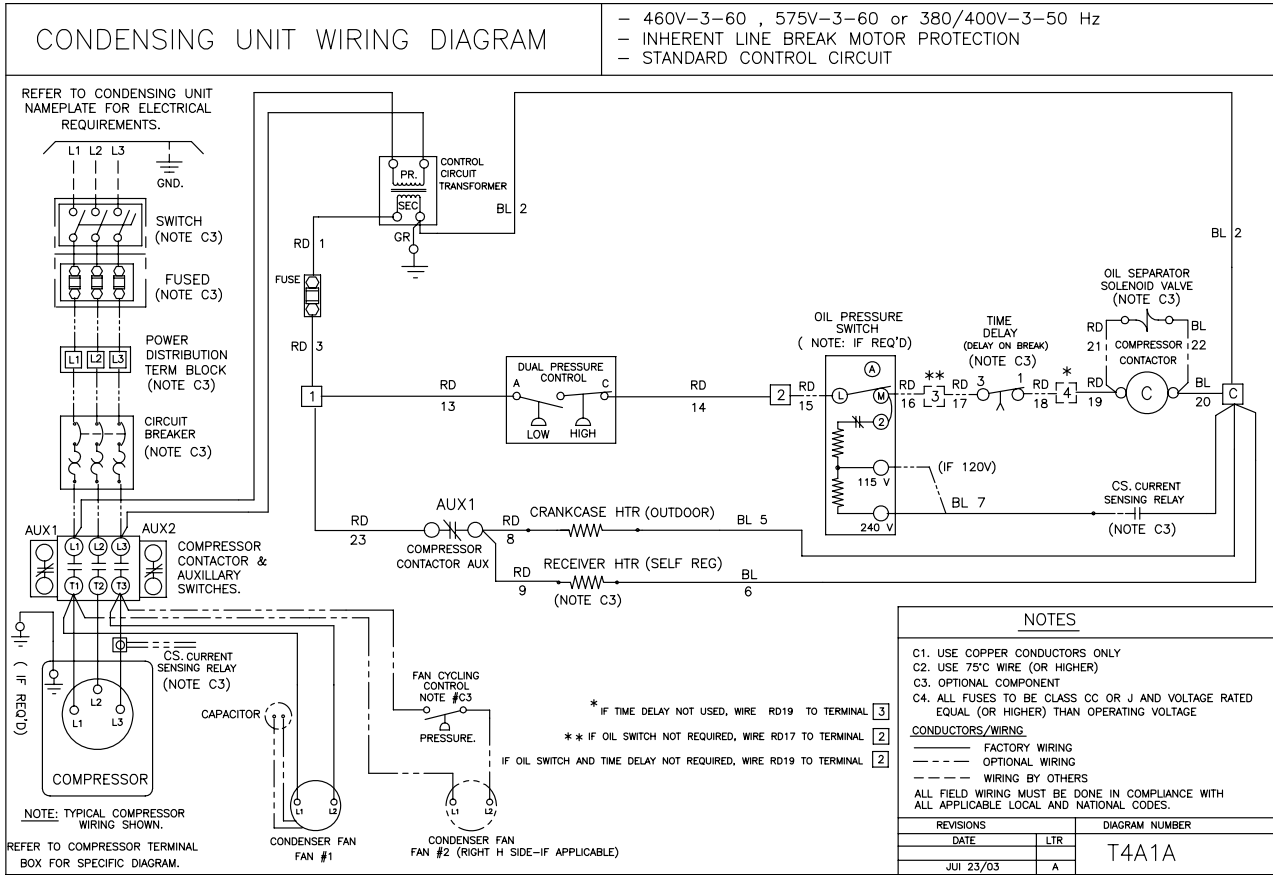 CONDENSING UNIT WIRING DIAGRAM
– 460V–3–60 , 575V–3–60 or 380/400V–3–50 Hz
– INHERENT LINE BREAK MOTOR PROTECTION
– STANDARD CONTROL CIRCUIT
REFER TO CONDENSING UNIT
NAMEPLATE FOR ELECTRICAL
REQUIREMENTS.
L1 L2 L3
GND.
SWITCH
(NOTE C3)
FUSED
(NOTE C3)
POWER
DISTRIBUTION
TERM BLOCK
(NOTE C3)
L1 L2 L3
CIRCUIT
BREAKER
(NOTE C3)
AUX1
AUX2
L1 L2 L3
T1 T2 T3
COMPRESSOR
CONTACTOR &
AUXILLARY
SWITCHES.
( IF REQ'D)
CS. CURRENT
SENSING RELAY
(NOTE C3)
L1 L2 L3
COMPRESSOR
NOTE: TYPICAL COMPRESSOR
WIRING SHOWN.
REFER TO COMPRESSOR TERMINAL
BOX FOR SPECIFIC DIAGRAM.
PR.
SEC
CONTROL
CIRCUIT
TRANSFORMER
GR
BL 2
BL 2
RD 1
FUSE
RD 3
1
RD
13
DUAL PRESSURE
CONTROL
A C
LOW HIGH
RD
14
2
RD
15
OIL PRESSURE
SWITCH
( NOTE: IF REQ'D)
A
L M
2
115 V
240 V
(IF 120V)
BL 7
RD
16
**
3
RD
17
TIME
DELAY
(DELAY ON BREAK)
(NOTE C3)
3 1
RD
18
*
4
RD
19
OIL SEPARATOR
SOLENOID VALVE
(NOTE C3)
RD
21
BL
22
COMPRESSOR
CONTACTOR
C
BL
20
C
CS. CURRENT
SENSING RELAY
(NOTE C3)
RD
23
AUX1
COMPRESSOR
CONTACTOR AUX
RD
8
CRANKCASE HTR (OUTDOOR)
BL 5
RD
9
RECEIVER HTR (SELF REG)
(NOTE C3)
BL
6
CAPACITOR
L1 L2
CONDENSER FAN
FAN #1
FAN CYCLING
CONTROL
NOTE #C3
PRESSURE.
L1 L2
CONDENSER FAN
FAN #2 (RIGHT H SIDE–IF APPLICABLE)
* IF TIME DELAY NOT USED, WIRE RD19 TO TERMINAL 3
** IF OIL SWITCH NOT REQUIRED, WIRE RD17 TO TERMINAL 2
IF OIL SWITCH AND TIME DELAY NOT REQUIRED, WIRE RD19 TO TERMINAL 2
NOTES
C1. USE COPPER CONDUCTORS ONLY
C2. USE 75°C WIRE (OR HIGHER)
C3. OPTIONAL COMPONENT
C4. ALL FUSES TO BE CLASS CC OR J AND VOLTAGE RATED
EQUAL (OR HIGHER) THAN OPERATING VOLTAGE
CONDUCTORS/WIRNG
FACTORY WIRING
OPTIONAL WIRING
WIRING BY OTHERS
ALL FIELD WIRING MUST BE DONE IN COMPLIANCE WITH
ALL APPLICABLE LOCAL AND NATIONAL CODES.
REVISIONS
DIAGRAM NUMBER
DATE LTR
T4A1A
JUl 23/03 A